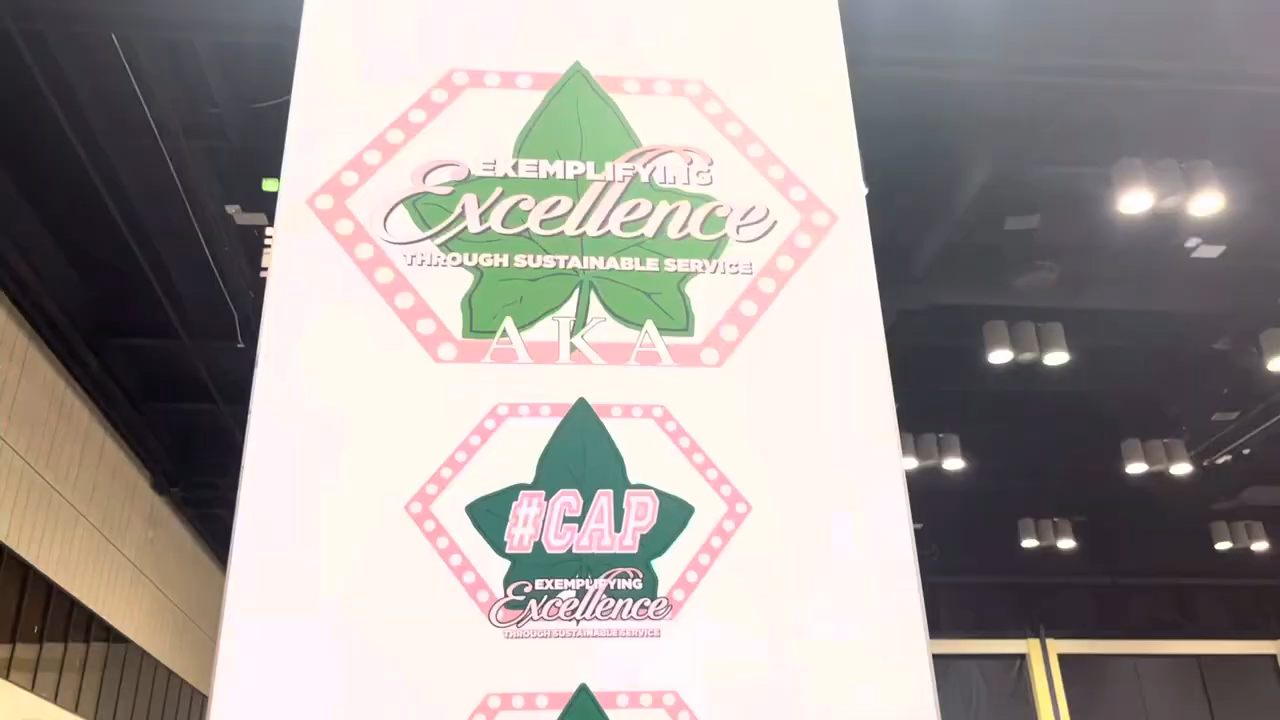 EXEMPLIFYING
Excellence
THROUGH SUSTAINABLE SERVICE
AKA
#CAP
EXEMPLIFYING
Excellence
THROUGH SUSTAINABLE SERVICE